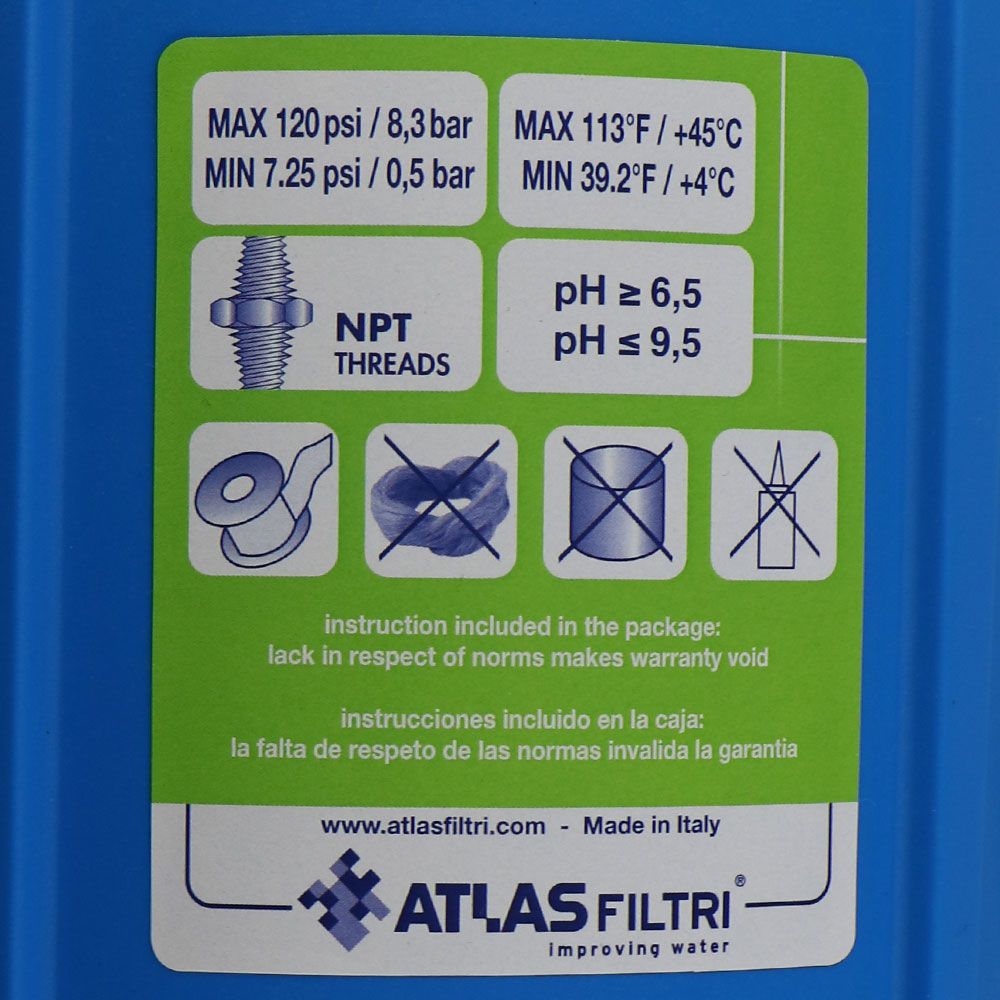 MAX 120 psi / 8,3 bar
MIN 7.25 psi / 0,5 bar
MAX 113°F / +45°C
MIN 39.2°F / +4°C
NPT
THREADS
pH ≥ 6,5
pH ≤ 9,5
instruction included in the package:
lack in respect of norms makes warranty void
instrucciones incluido en la caja:
la falta de respeto de las normas invalida la garantia
www.atlasfiltri.com - Made in Italy
ATLAS FILTRI®
improving water